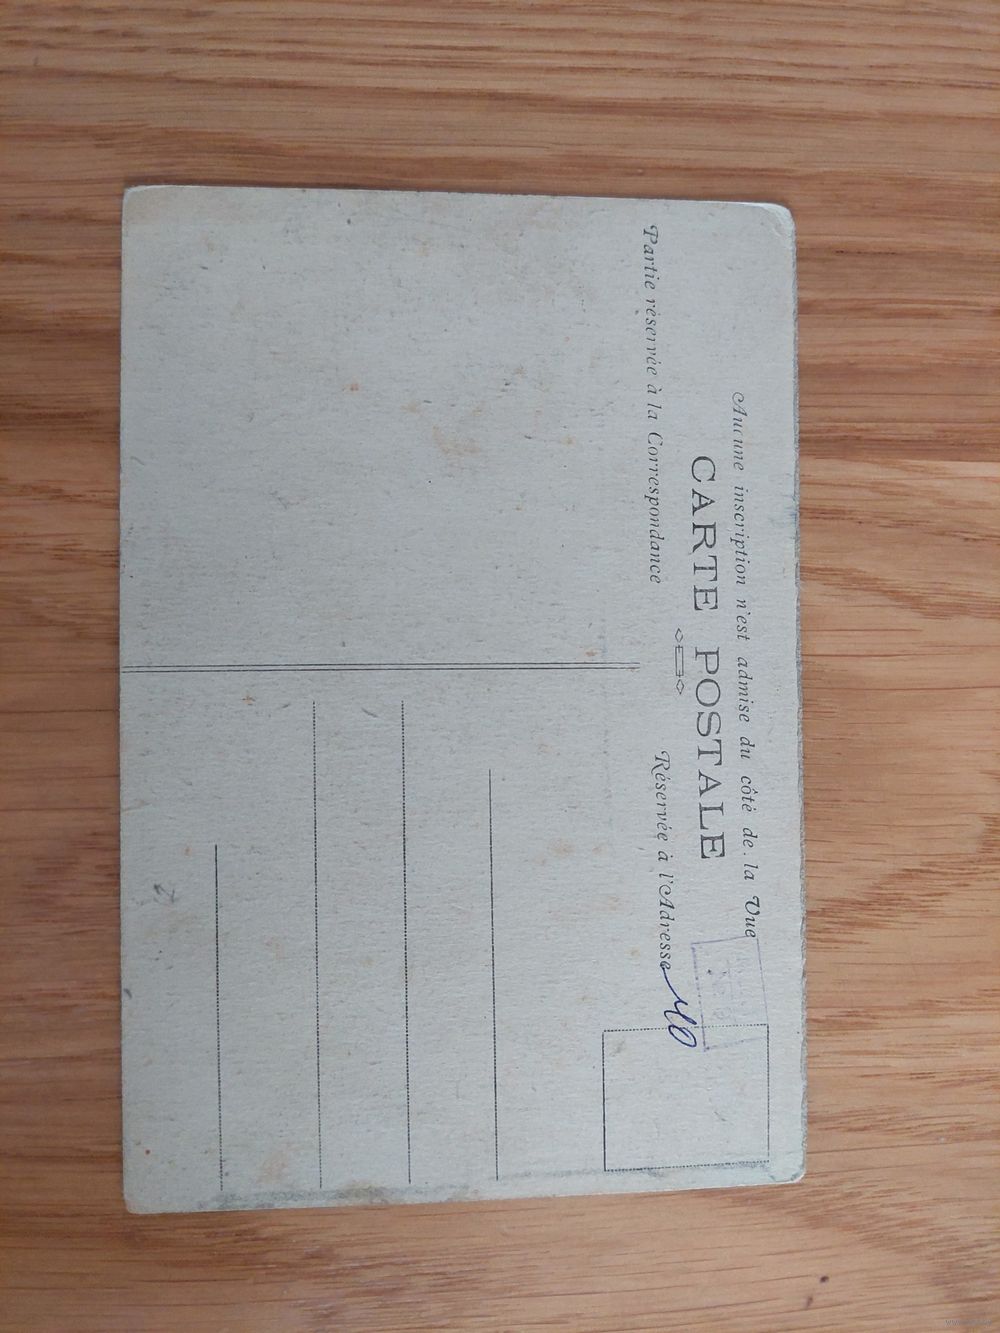 Aucune inscription n'est admise du côté de la Vue
CARTE POSTALE
Partie réservée à la Correspondance
Réservée à l'Adresse